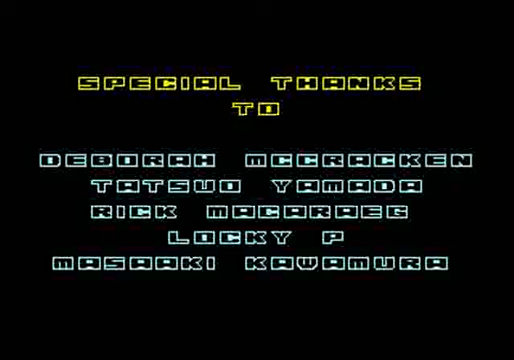 SPECIAL THANKS
TO
DEBORAH MCCRACKEN
TATSUO YAMADA
RICK MACARAEG
LOCKY P
MASAAKI KAWAMURA